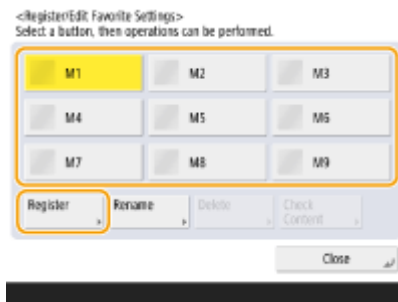 <Register/Edit Favorite Settings>
Select a button, then operations can be performed.
M1 M2 M3
M4 M5 M6
M7 M8 M9
Register Rename Delete Check
Content
Close